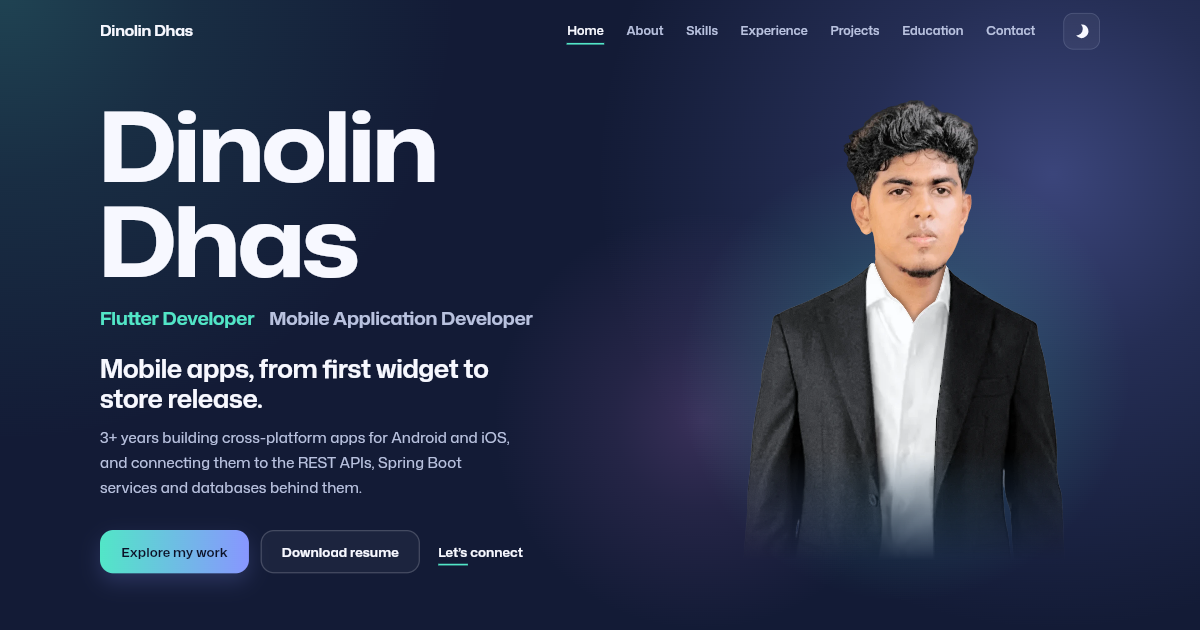 Dinolin Dhas
Home About Skills Experience Projects Education Contact
Dinolin
Dhas
Flutter Developer Mobile Application Developer
Mobile apps, from first widget to
store release.
3+ years building cross-platform apps for Android and iOS,
and connecting them to the REST APIs, Spring Boot
services and databases behind them.
Explore my work Download resume Let's connect